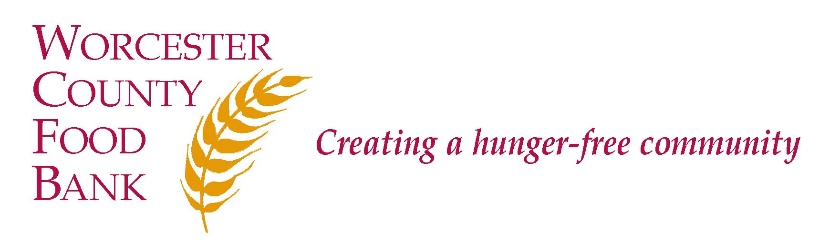 WORCESTER
COUNTY
FOOD
BANK
Creating a hunger-free community